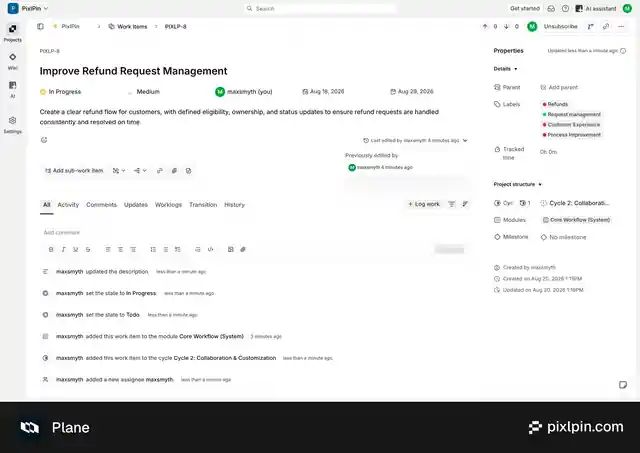 P PixlPin
Search
Get started
AI assistant
M
Projects
Wiki
AI
Settings
PixlPin > Work items > PIXLP-8
0 0
M Unsubscribe
PIXLP-8
Improve Refund Request Management
In Progress
Medium
M maxsmyth (you)
Aug 18, 2026
Aug 29, 2026
Create a clear refund flow for customers, with defined eligibility, ownership, and status updates to ensure refund requests are handled
consistently and resolved on time.
Last edited by maxsmyth 4 minutes ago
Previously edited by
M maxsmyth 4 minutes ago
Add sub-work item
All Activity Comments Updates Worklogs Transition History
+ Log work
Add comment
B I U S
maxsmyth updated the description less than a minute ago.
maxsmyth set the state to In Progress. less than a minute ago.
maxsmyth set the state to Todo. less than a minute ago.
maxsmyth added this work item to the module Core Workflow (System) 3 minutes ago.
maxsmyth added this work item to the cycle Cycle 2: Collaboration & Customization less than a minute ago.
maxsmyth added a new assignee maxsmyth. less than a minute ago
Properties
Updated less than a minute ago
Details
Parent
Add parent
Labels
Refunds
Request management
Customer Experience
Process Improvement
Tracked
time
0h 0m
Project structure
Cyc 1
Cycle 2: Collaborati...
Modules
Core Workflow (System)
Milestone
No milestone
Created by maxsmyth
Created on Aug 20, 2026 1:15PM
Updated on Aug 20, 2026 1:19PM
Plane
pixlpin.com